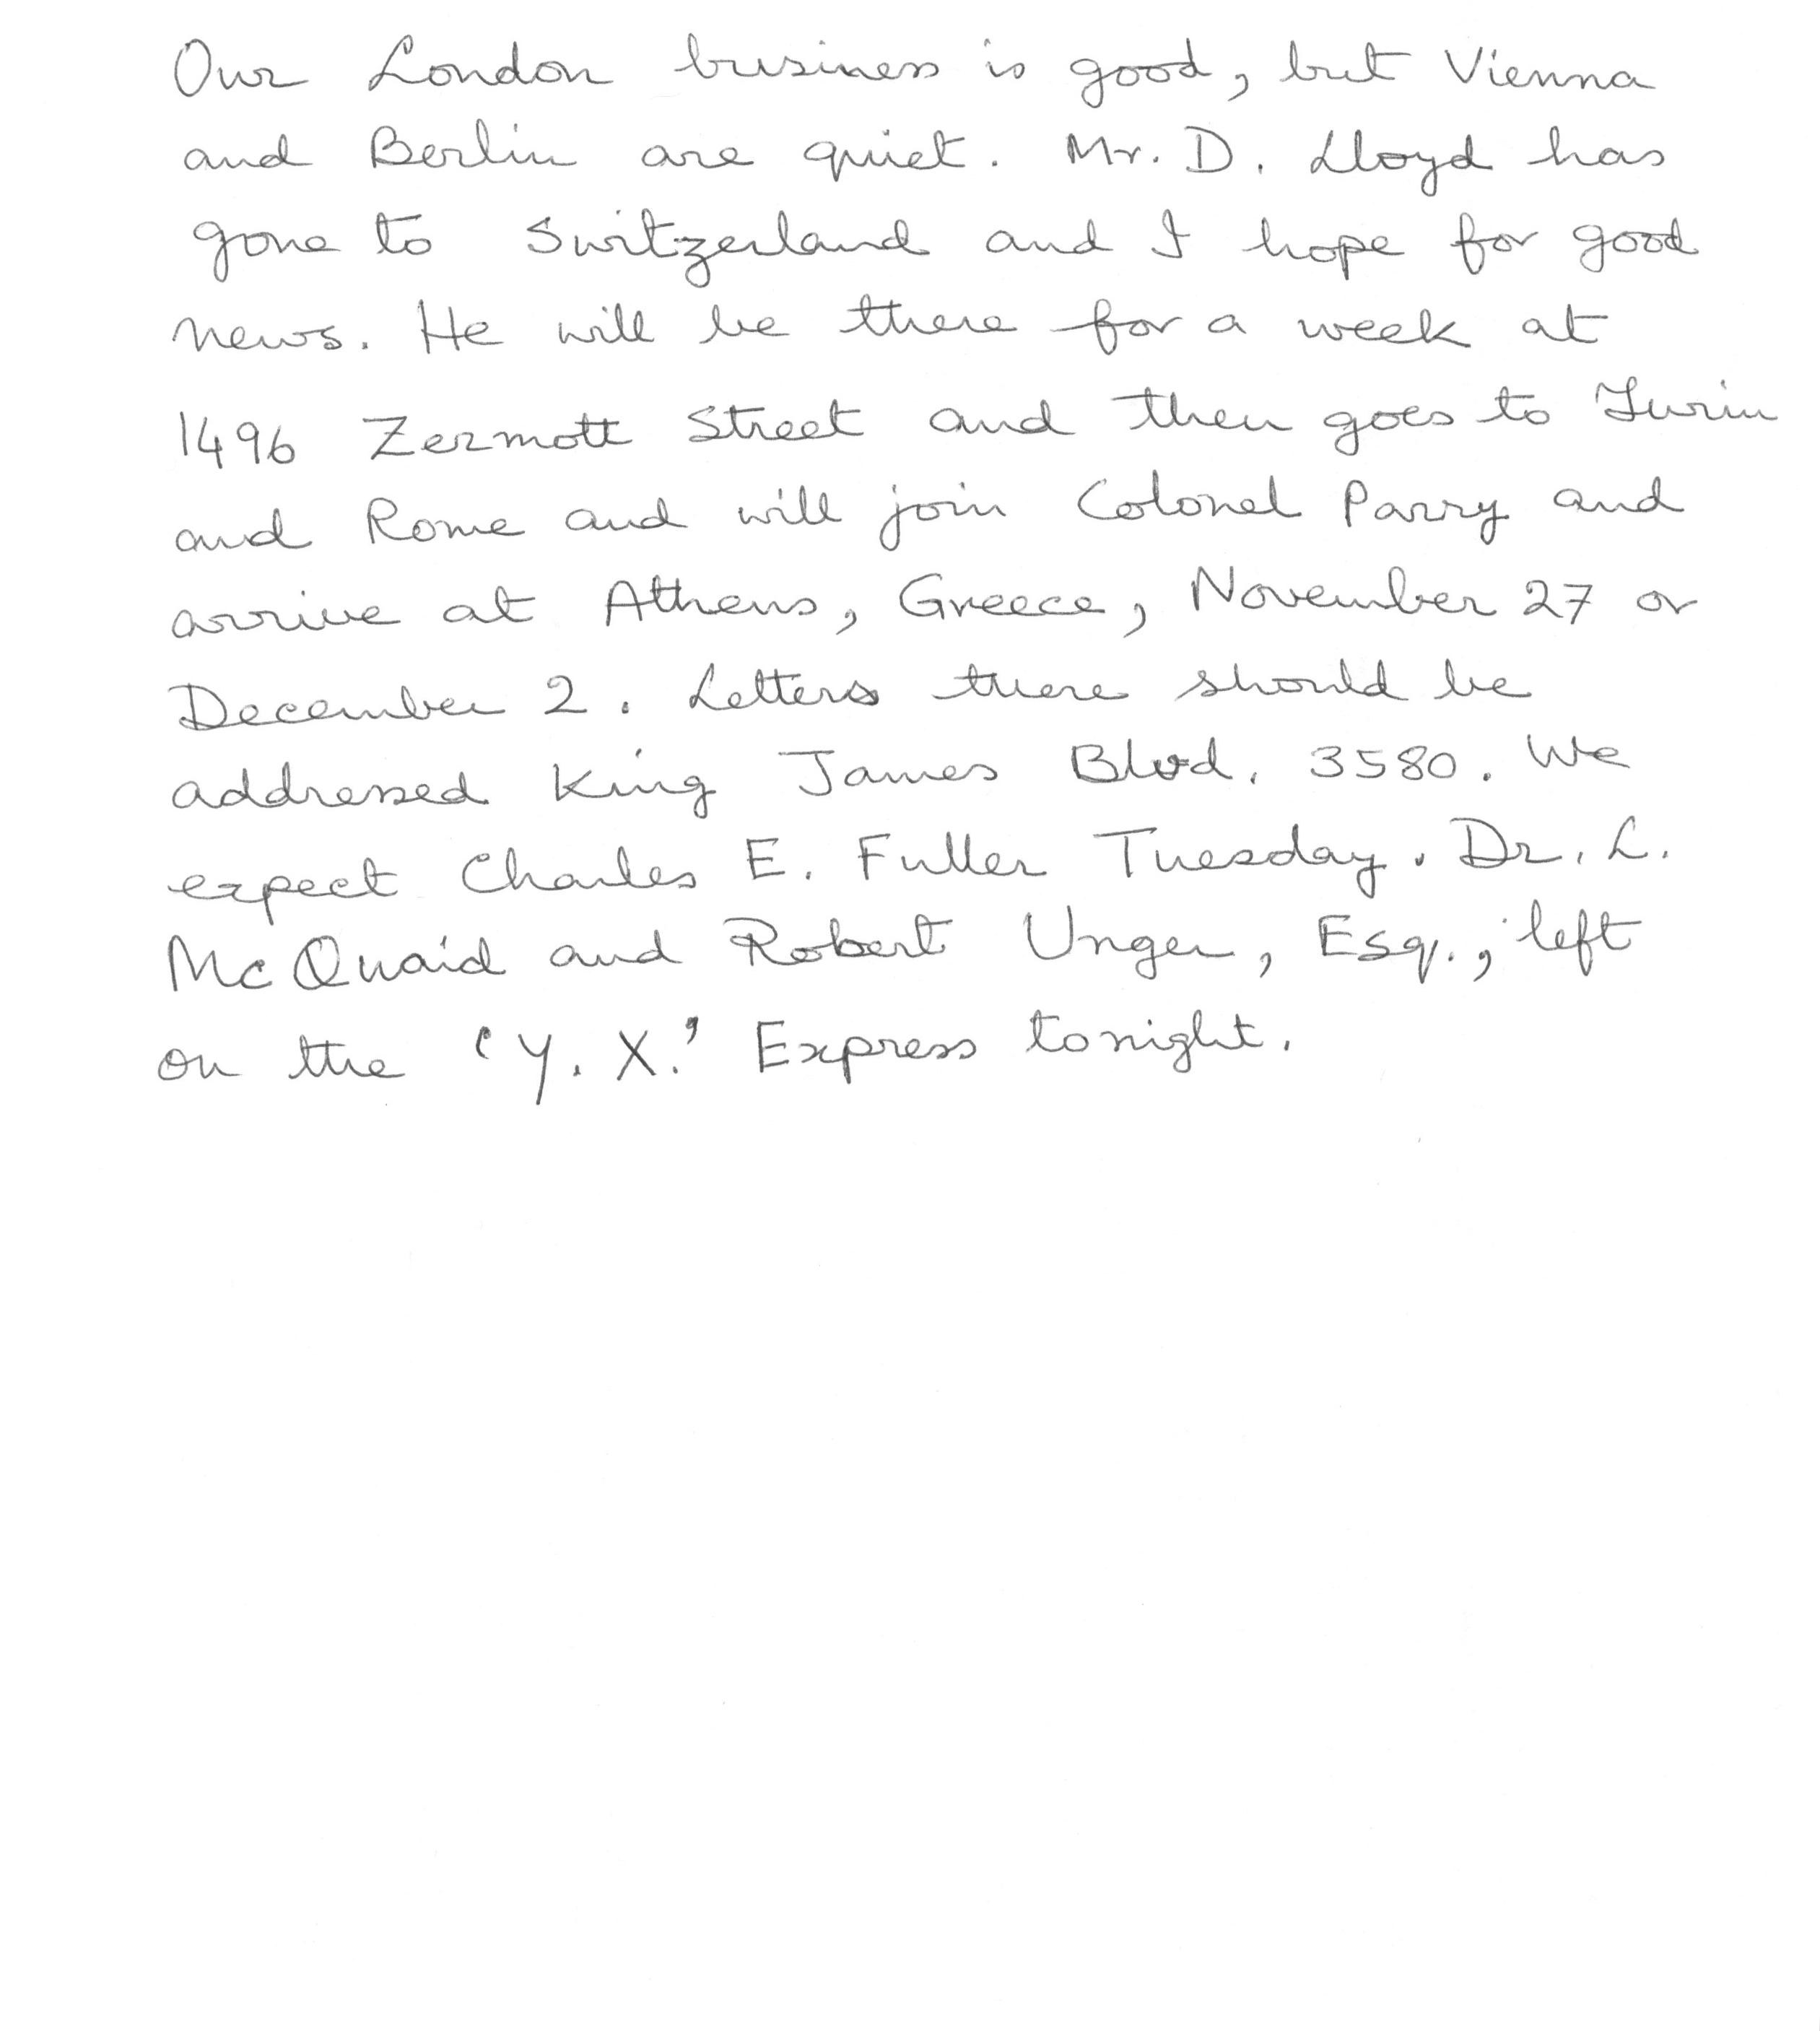 Our London business is good, but Vienna
and Berlin are quiet. Mr. D. Lloyd has
gone to Switzerland and I hope for good
news. He will be there for a week at
1496 Zermott Street and then goes to Turin
and Rome and will join Colonel Parry and
arrive at Athens, Greece, November 27 or
December 2. Letters there should be
addressed King James Blvd. 3580. We
expect Charles E. Fuller Tuesday. Dr. L.
McQuaid and Robert Unger, Esq., left
on the 'Y. X.' Express tonight.